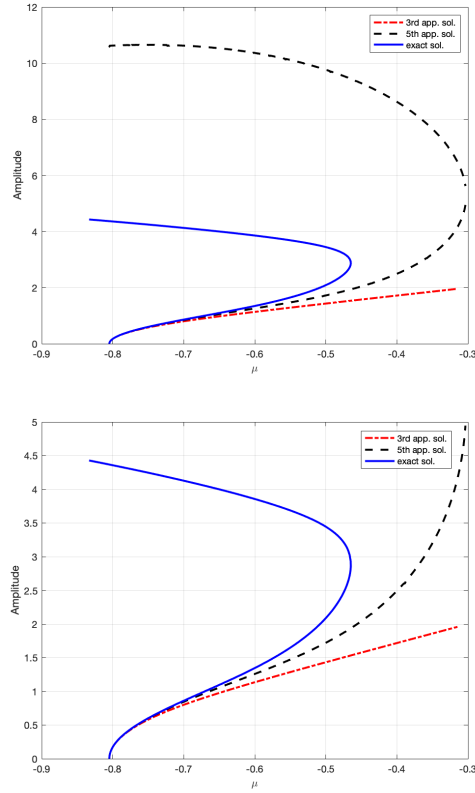 12
10
8
6
4
2
0
Amplitude
-0.9 -0.8 -0.7 -0.6 -0.5 -0.4 -0.3
μ
3rd app. sol.
5th app. sol.
exact sol.
5
4.5
4
3.5
3
2.5
2
1.5
1
0.5
0
Amplitude
-0.9 -0.8 -0.7 -0.6 -0.5 -0.4 -0.3
μ
3rd app. sol.
5th app. sol.
exact sol.